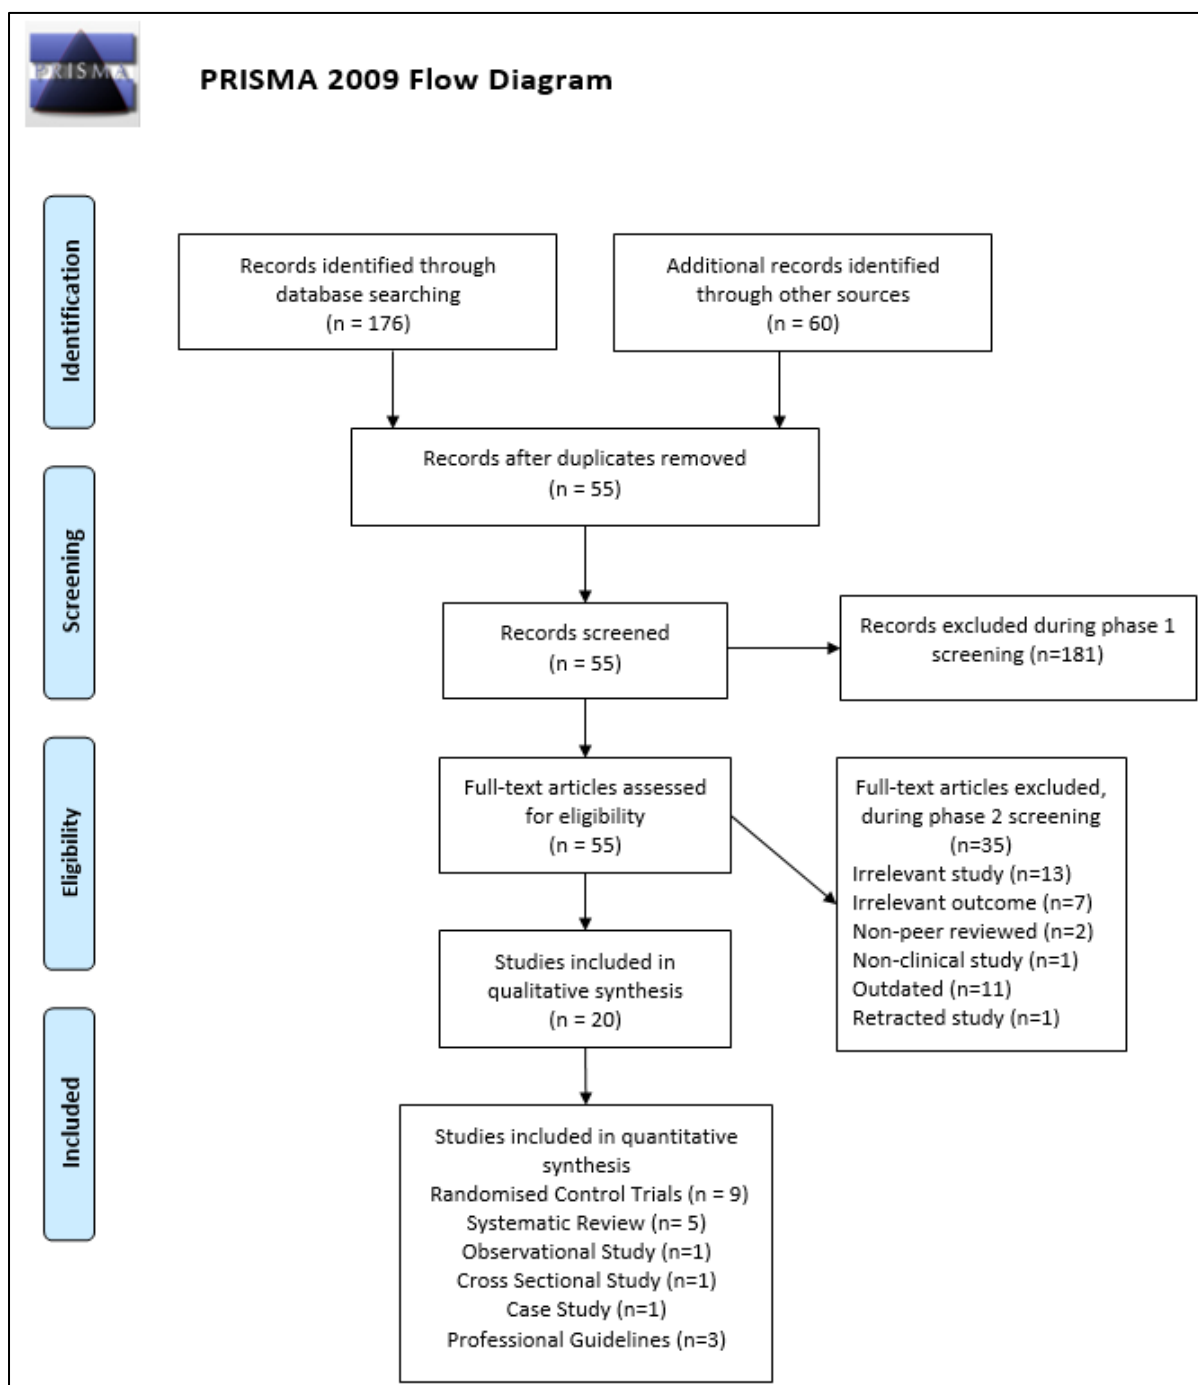 PRISMA
PRISMA 2009 Flow Diagram
Identification
Records identified through
database searching
(n = 176)
Additional records identified
through other sources
(n = 60)
Records after duplicates removed
(n = 55)
Screening
Records screened
(n = 55)
Records excluded during phase 1
screening (n=181)
Eligibility
Full-text articles assessed
for eligibility
(n = 55)
Full-text articles excluded,
during phase 2 screening
(n=35)
Irrelevant study (n=13)
Irrelevant outcome (n=7)
Non-peer reviewed (n=2)
Non-clinical study (n=1)
Outdated (n=11)
Retracted study (n=1)
Studies included in
qualitative synthesis
(n = 20)
Included
Studies included in quantitative
synthesis
Randomised Control Trials (n = 9)
Systematic Review (n= 5)
Observational Study (n=1)
Cross Sectional Study (n=1)
Case Study (n=1)
Professional Guidelines (n=3)